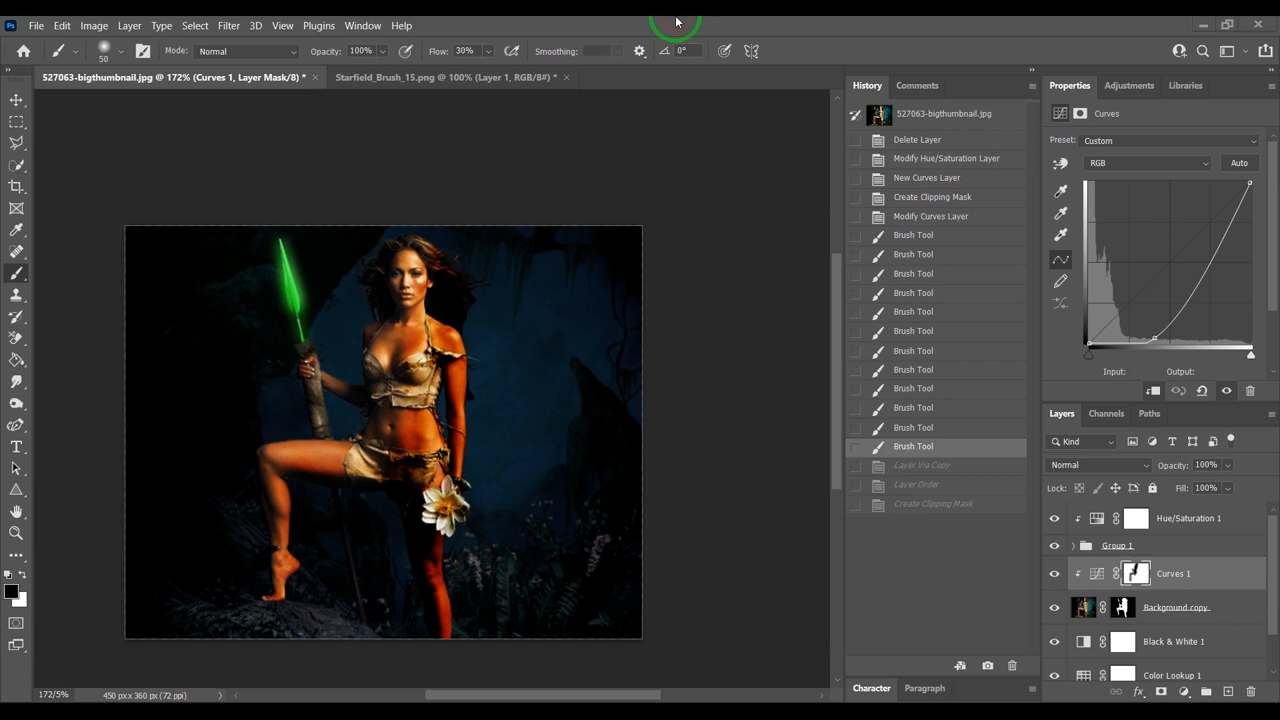 Ps File Edit Image Layer Type Select Filter 3D View Plugins Window Help
50 Mode: Normal Opacity: 100% Flow: 30% Smoothing: 0°
527063-bigthumbnail.jpg @ 172% (Curves 1, Layer Mask/8) * × Starfield_Brush_15.png @ 100% (Layer 1, RGB/8#) * ×
History Comments
527063-bigthumbnail.jpg
Delete Layer
Modify Hue/Saturation Layer
New Curves Layer
Create Clipping Mask
Modify Curves Layer
Brush Tool
Brush Tool
Brush Tool
Brush Tool
Brush Tool
Brush Tool
Brush Tool
Brush Tool
Brush Tool
Brush Tool
Brush Tool
Brush Tool
Layer Via Copy
Layer Order
Create Clipping Mask
Properties Adjustments Libraries
Curves
Preset: Custom
RGB Auto
Input: Output:
Layers Channels Paths
Kind
Normal Opacity: 100%
Lock: Fill: 100%
Hue/Saturation 1
Group 1
Curves 1
Background copy
Black & White 1
Color Lookup 1
fx
Character Paragraph
172/5% 450 px x 360 px (72 ppi)